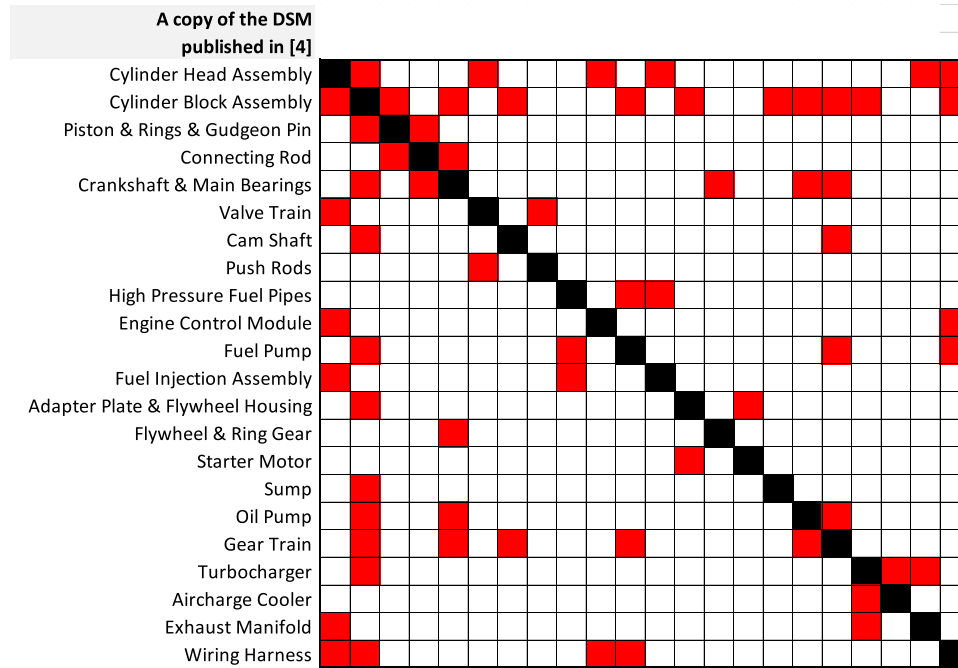 A copy of the DSM
published in [4]
Cylinder Head Assembly
Cylinder Block Assembly
Piston & Rings & Gudgeon Pin
Connecting Rod
Crankshaft & Main Bearings
Valve Train
Cam Shaft
Push Rods
High Pressure Fuel Pipes
Engine Control Module
Fuel Pump
Fuel Injection Assembly
Adapter Plate & Flywheel Housing
Flywheel & Ring Gear
Starter Motor
Sump
Oil Pump
Gear Train
Turbocharger
Aircharge Cooler
Exhaust Manifold
Wiring Harness